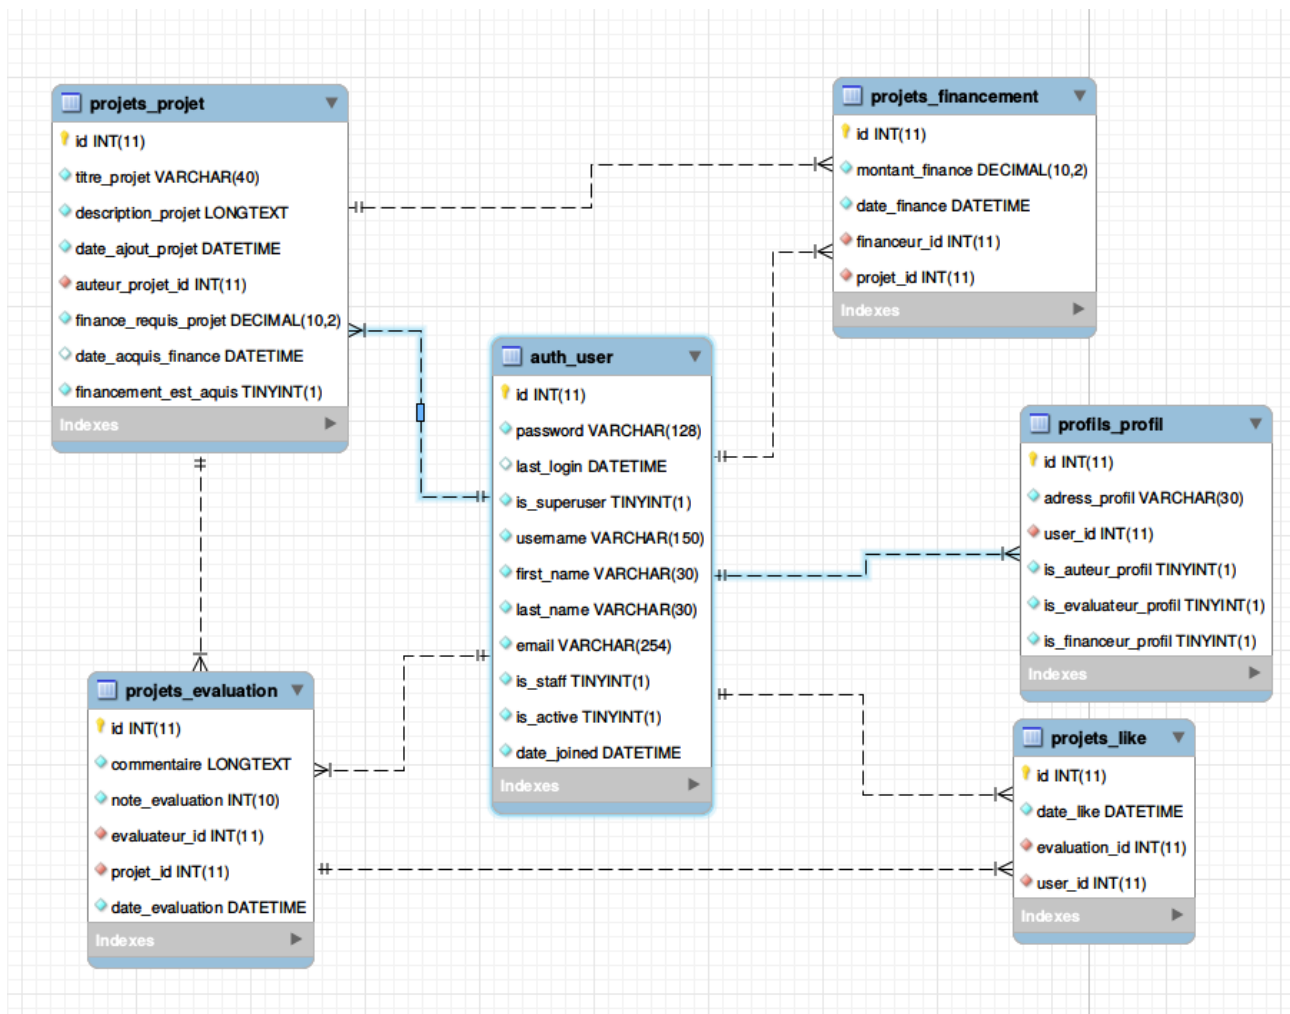 projets_projet
id INT(11)
titre_projet VARCHAR(40)
description_projet LONGTEXT
date_ajout_projet DATETIME
auteur_projet_id INT(11)
finance_requis_projet DECIMAL(10,2)
date_acquis_finance DATETIME
financement_est_aquis TINYINT(1)
Indexes
projets_financement
id INT(11)
montant_finance DECIMAL(10,2)
date_finance DATETIME
financeur_id INT(11)
projet_id INT(11)
Indexes
auth_user
id INT(11)
password VARCHAR(128)
last_login DATETIME
is_superuser TINYINT(1)
username VARCHAR(150)
first_name VARCHAR(30)
last_name VARCHAR(30)
email VARCHAR(254)
is_staff TINYINT(1)
is_active TINYINT(1)
date_joined DATETIME
Indexes
profils_profil
id INT(11)
adress_profil VARCHAR(30)
user_id INT(11)
is_auteur_profil TINYINT(1)
is_evaluateur_profil TINYINT(1)
is_financeur_profil TINYINT(1)
Indexes
projets_evaluation
id INT(11)
commentaire LONGTEXT
note_evaluation INT(10)
evaluateur_id INT(11)
projet_id INT(11)
date_evaluation DATETIME
Indexes
projets_like
id INT(11)
date_like DATETIME
evaluation_id INT(11)
user_id INT(11)
Indexes